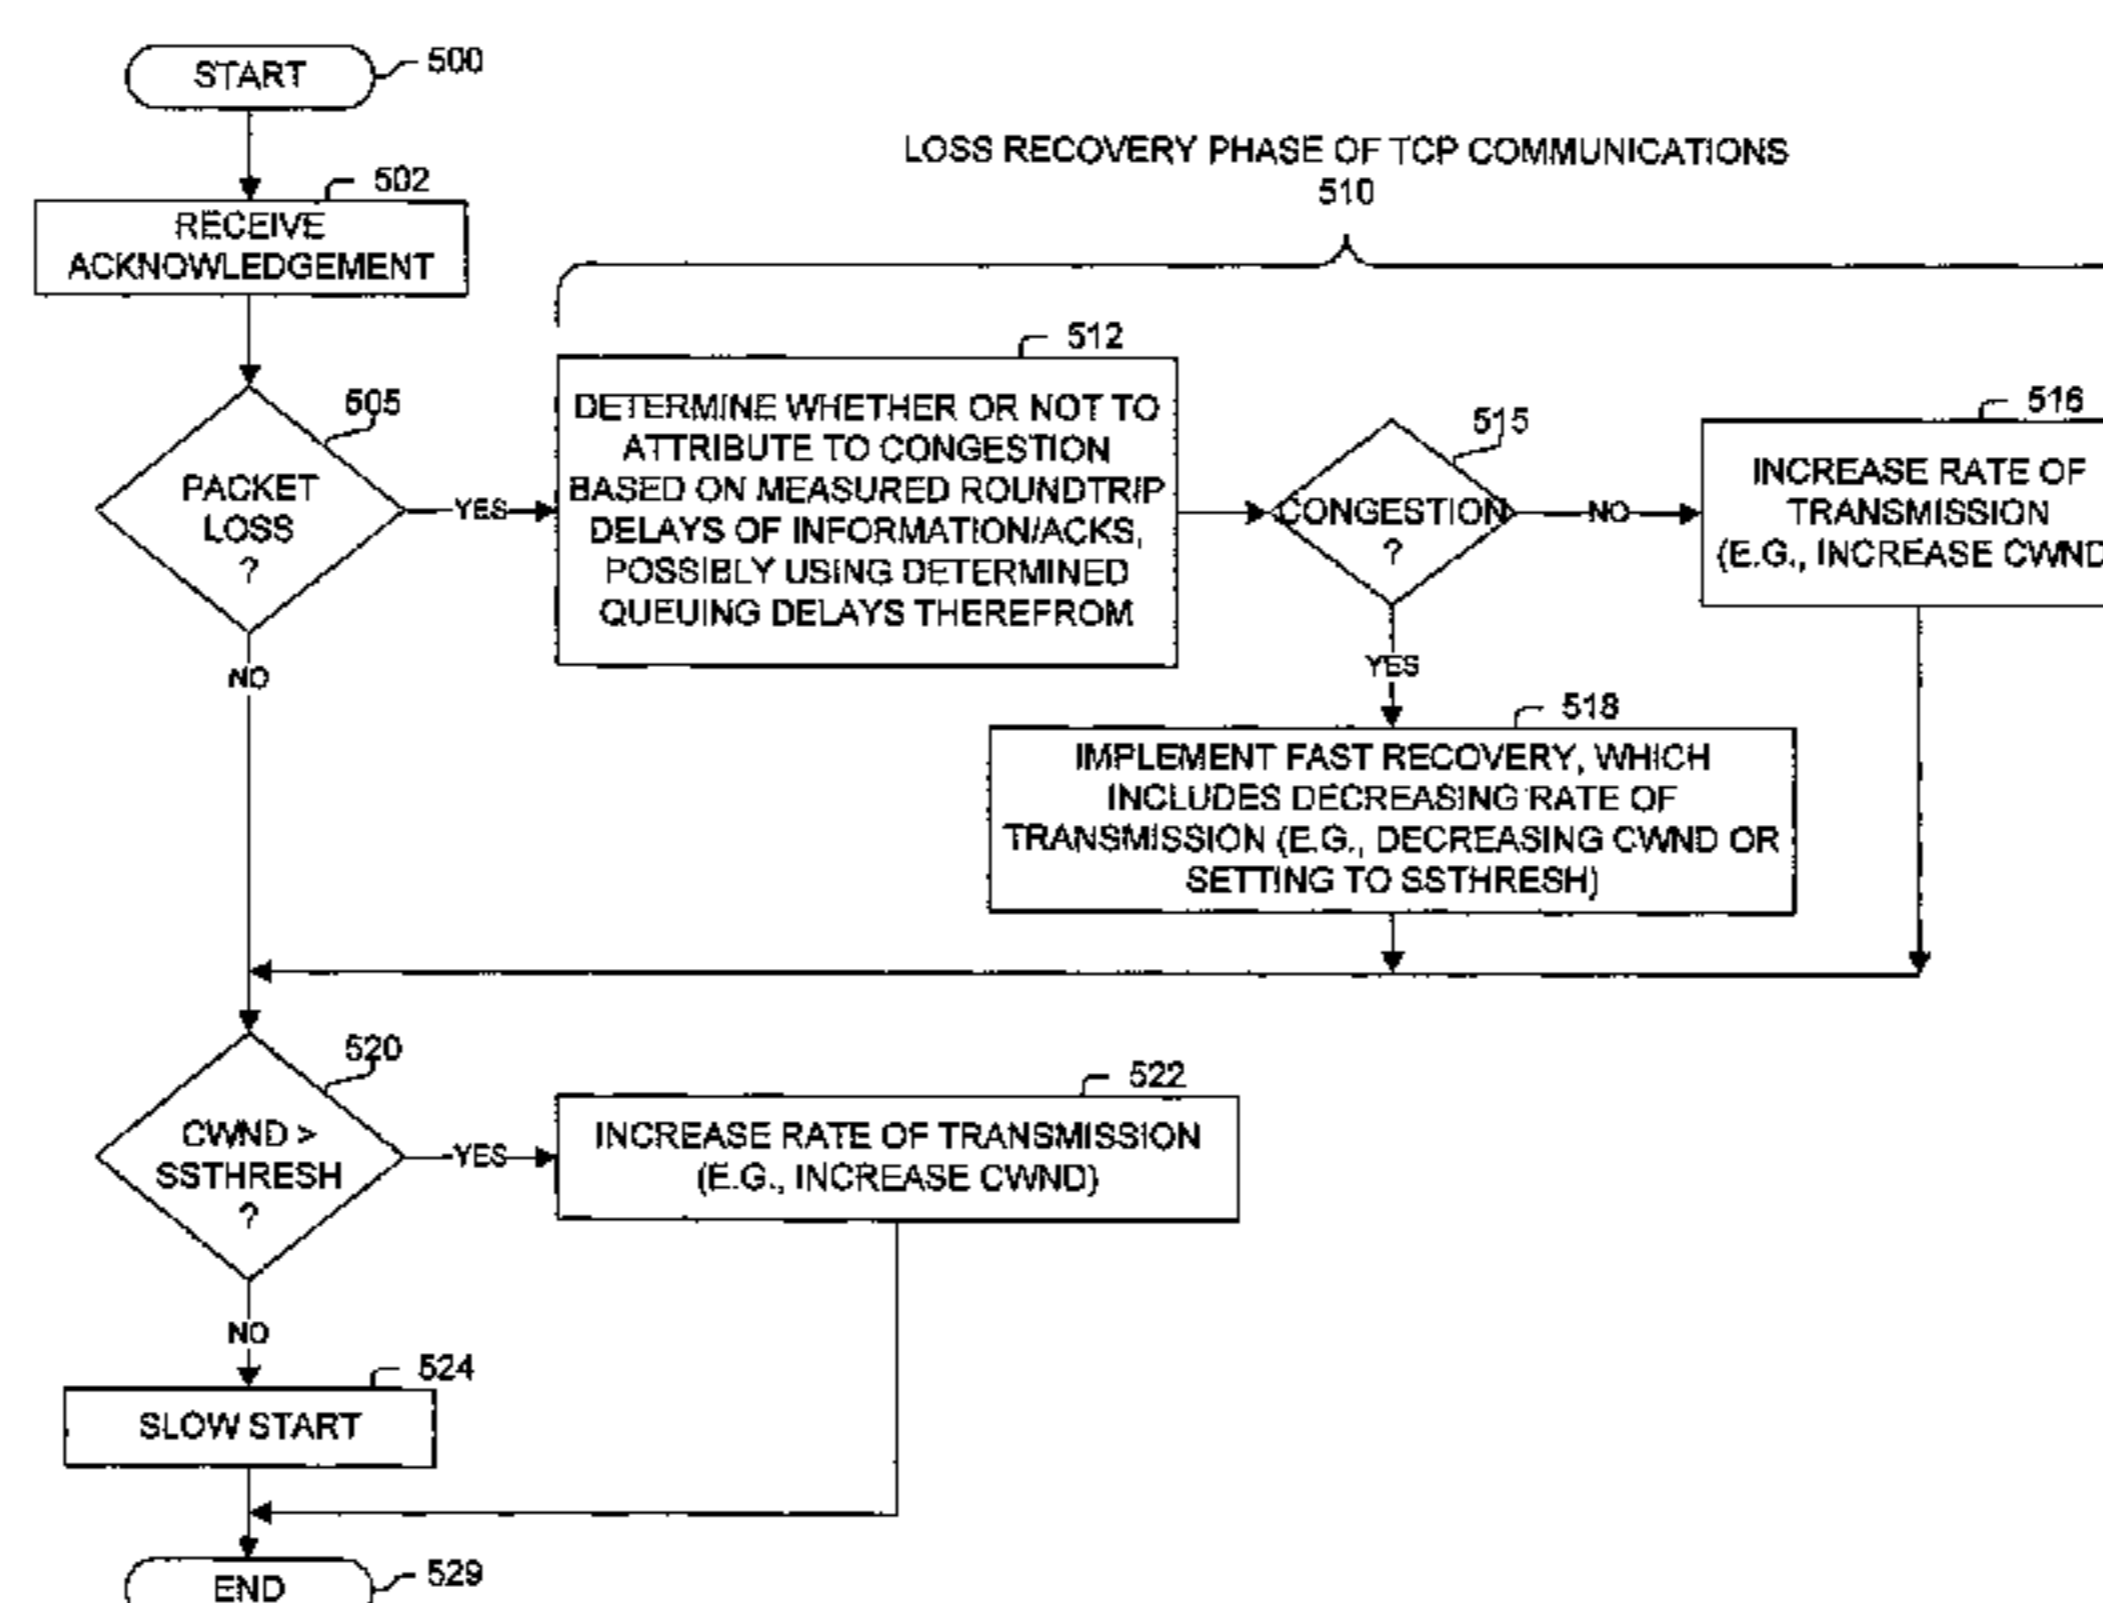 START
500
502
RECEIVE
ACKNOWLEDGEMENT
505
PACKET
LOSS
?
YES
NO
LOSS RECOVERY PHASE OF TCP COMMUNICATIONS
510
512
DETERMINE WHETHER OR NOT TO
ATTRIBUTE TO CONGESTION
BASED ON MEASURED ROUNDTRIP
DELAYS OF INFORMATION/ACKS,
POSSIBLY USING DETERMINED
QUEUING DELAYS THEREFROM
515
CONGESTION
?
NO
YES
516
INCREASE RATE OF
TRANSMISSION
(E.G., INCREASE CWND
518
IMPLEMENT FAST RECOVERY, WHICH
INCLUDES DECREASING RATE OF
TRANSMISSION (E.G., DECREASING CWND OR
SETTING TO SSTHRESH)
520
CWND >
SSTHRESH
?
YES
NO
522
INCREASE RATE OF TRANSMISSION
(E.G., INCREASE CWND)
524
SLOW START
END
529